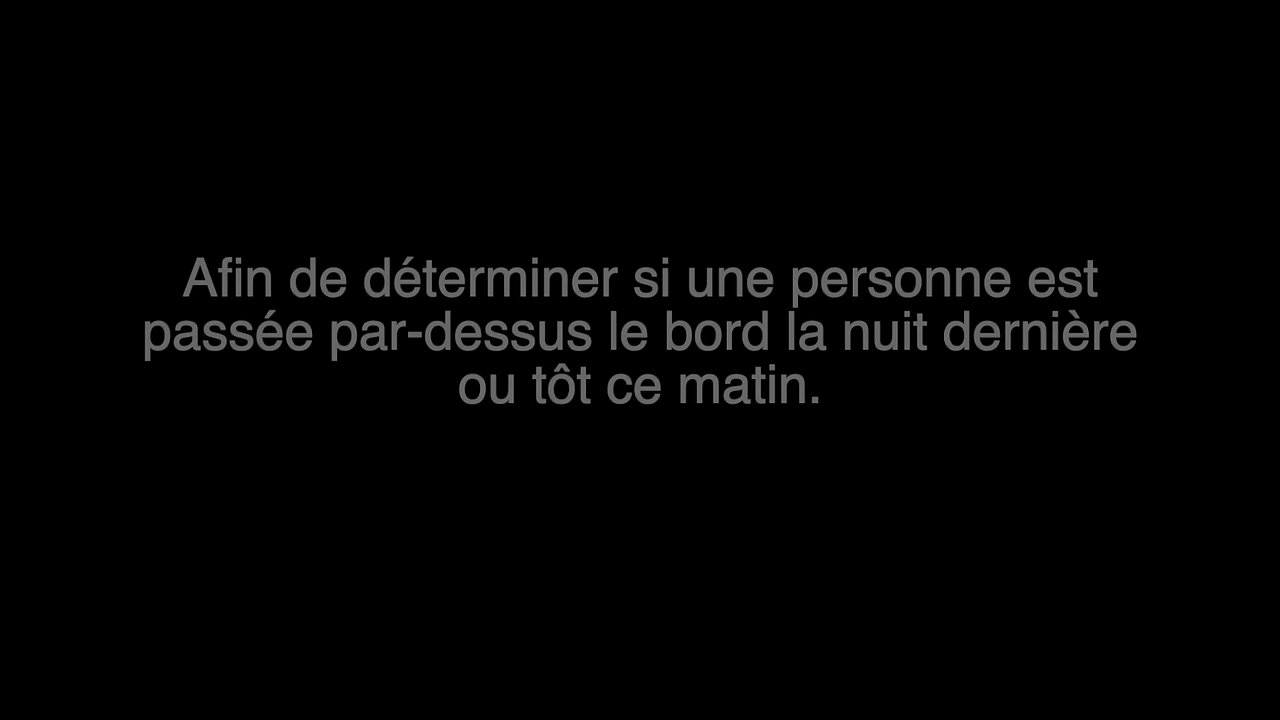 Afin de déterminer si une personne est
passée par-dessus le bord la nuit dernière
ou tôt ce matin.